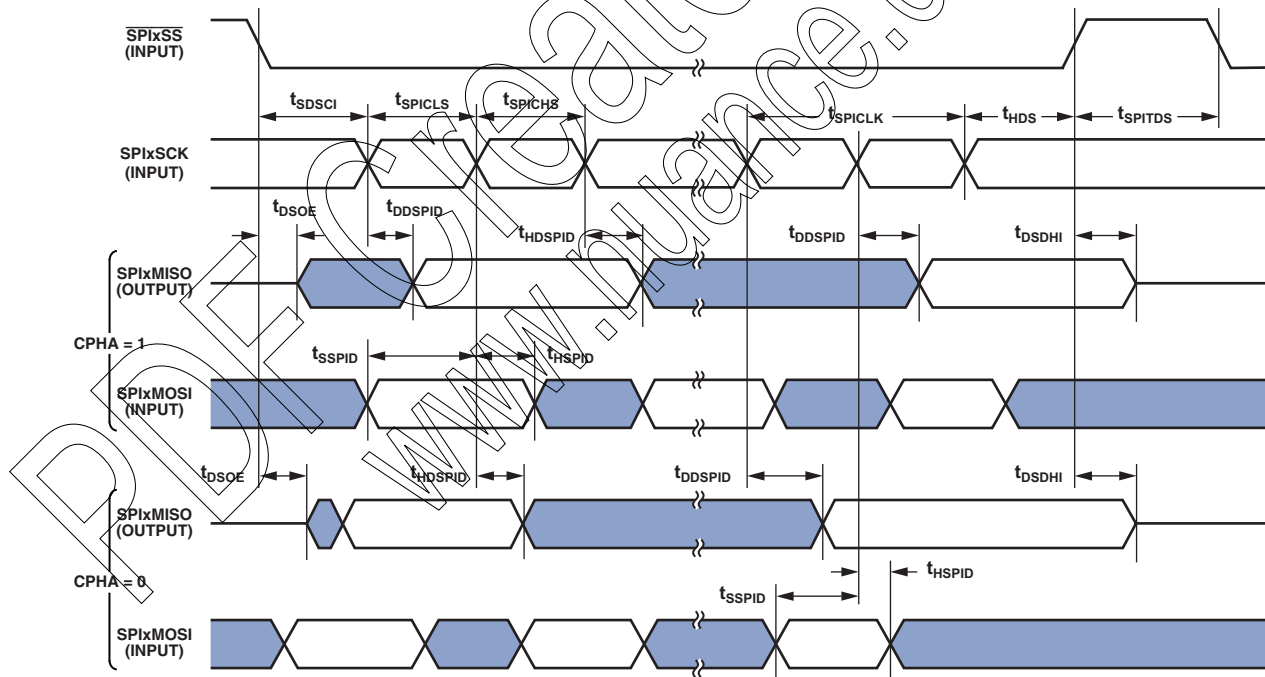 SPIxSS
(INPUT)
tSDSCI tSPICLS tSPICHS tSPICLK tHDS tSPITDS
SPIxSCK
(INPUT)
tDSOE tDDSPID tHDSPID tDDSPID tDSDHI
SPIxMISO
(OUTPUT)
CPHA = 1
tSSPID tHSPID
SPIxMOSI
(INPUT)
tDSOE tHDSPID tDDSPID tDSDHI
SPIxMISO
(OUTPUT)
CPHA = 0
tHSPID
tSSPID
SPIxMOSI
(INPUT)